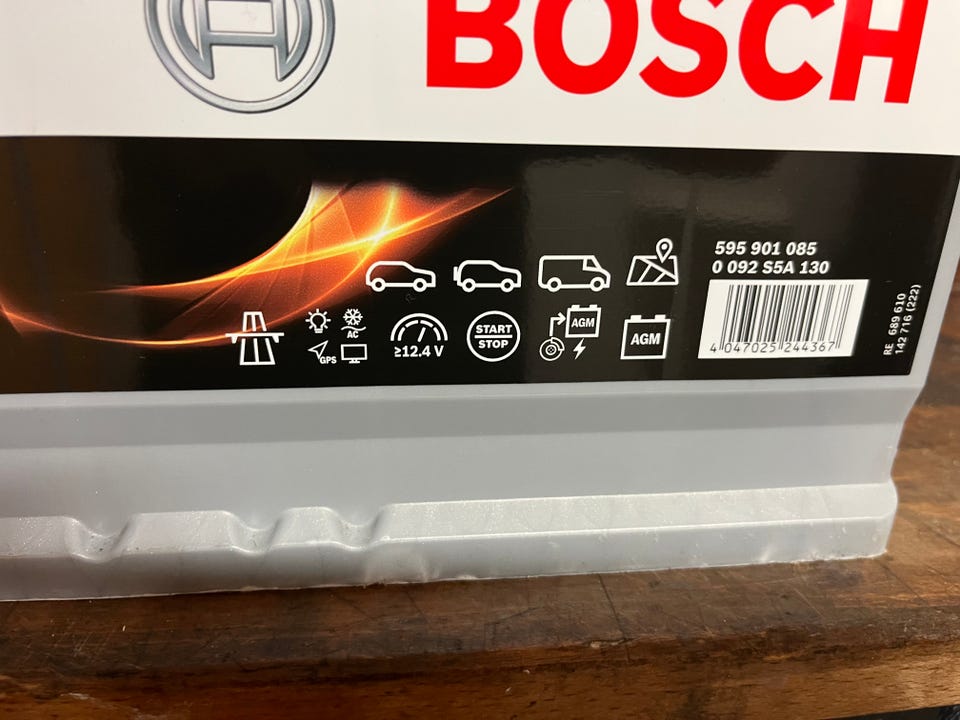 BOSCH
595 901 085
0 092 S5A 130
AC
GPS
≥12.4 V
START
STOP
AGM
AGM
4 047025 244367
RE 689 610
142 716 (222)